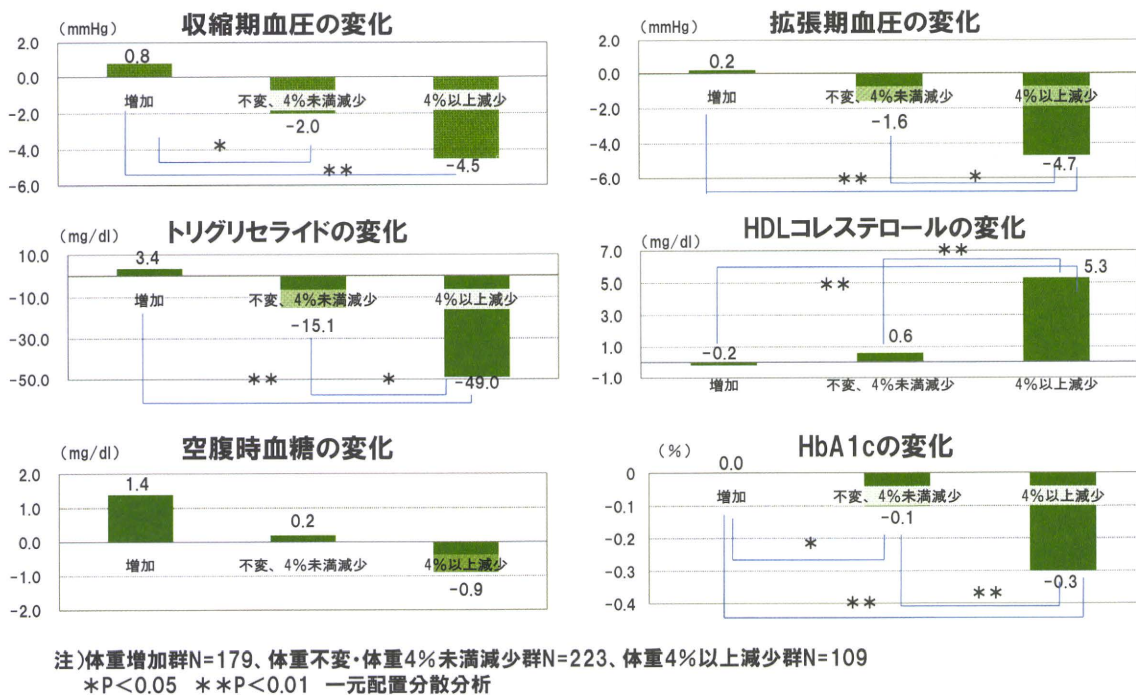 収縮期血圧の変化
(mmHg)
2.0
0.0
-2.0
-4.0
-6.0
0.8
増加
不変、4%未満減少
4%以上減少
-2.0
-4.5
*
**
拡張期血圧の変化
(mmHg)
2.0
0.0
-2.0
-4.0
-6.0
0.2
増加
不変、4%未満減少
4%以上減少
-1.6
-4.7
**
*
トリグリセライドの変化
(mg/dl)
10.0
-10.0
-30.0
-50.0
3.4
増加
不変、4%未満減少
4%以上減少
-15.1
-49.0
**
*
HDLコレステロールの変化
(mg/dl)
7.0
5.0
3.0
1.0
-1.0
**
**
5.3
0.6
-0.2
増加
不変、4%未満減少
4%以上減少
空腹時血糖の変化
(mg/dl)
2.0
1.0
0.0
-1.0
-2.0
1.4
0.2
増加
不変、4%未満減少
4%以上減少
-0.9
HbA1cの変化
(%)
0
-0.1
-0.2
-0.3
-0.4
0.0
増加
不変、4%未満減少
4%以上減少
-0.1
-0.3
*
**
**
注)体重増加群N=179、体重不変・体重4%未満減少群N=223、体重4%以上減少群N=109
*P<0.05 **P<0.01 一元配置分散分析